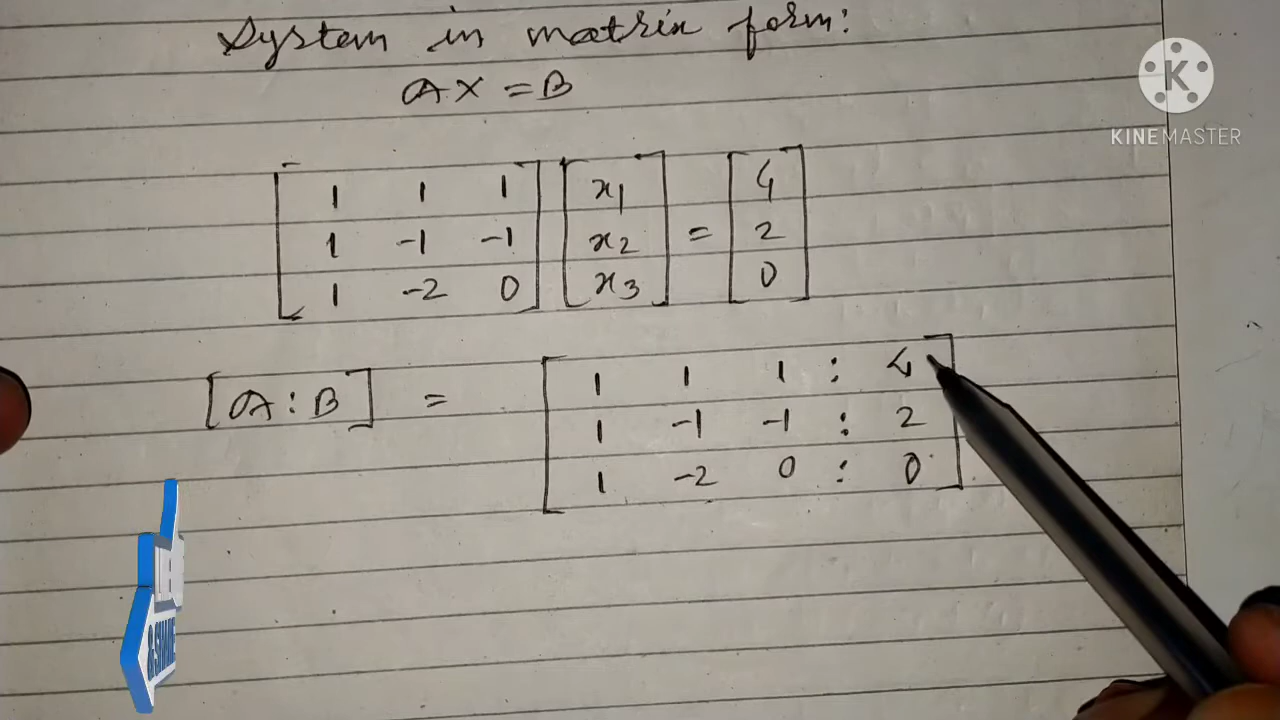 System in matrix form:
AX = B
KINEMASTER
1 1 1 x1 4
1 -1 -1 x2 = 2
1 -2 0 x3 0
[A : B] = 1 1 1 : 4
1 -1 -1 : 2
1 -2 0 : 0
& SHARE